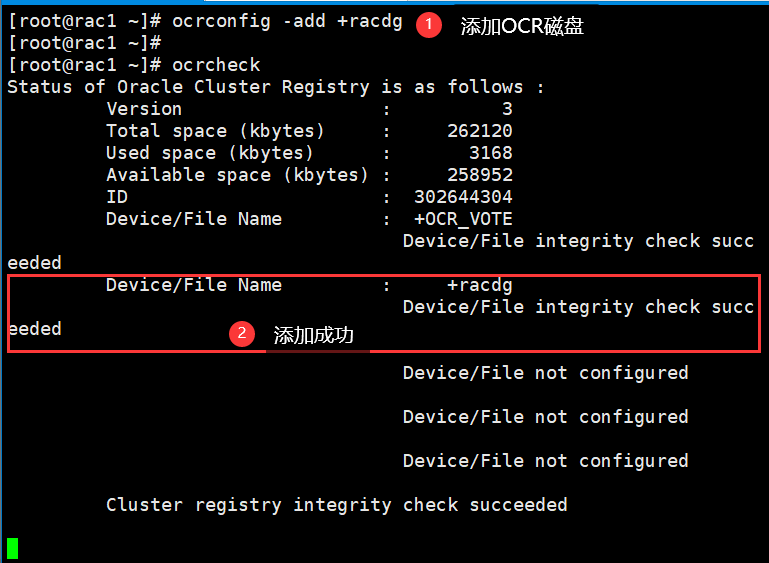 [root@rac1 ~]# ocrconfig -add +racdg 1 添加OCR磁盘
[root@rac1 ~]#
[root@rac1 ~]# ocrcheck
Status of Oracle Cluster Registry is as follows :
Version : 3
Total space (kbytes) : 262120
Used space (kbytes) : 3168
Available space (kbytes) : 258952
ID : 302644304
Device/File Name : +OCR_VOTE
Device/File integrity check succ
eeded
Device/File Name : +racdg
Device/File integrity check succ
eeded 2 添加成功
Device/File not configured
Device/File not configured
Device/File not configured
Cluster registry integrity check succeeded